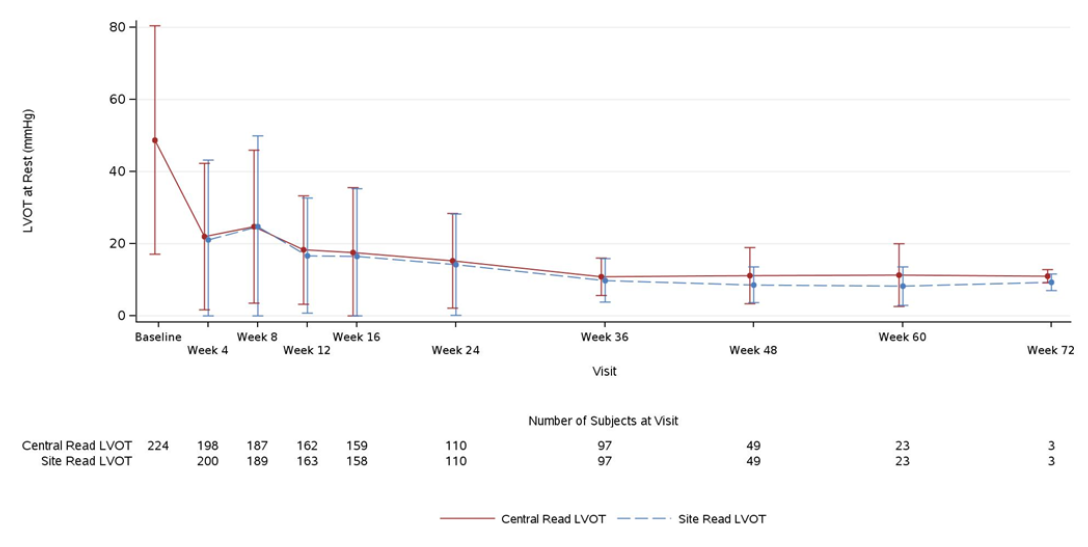 80
60
40
20
0
LVOT at Rest (mmHg)
Baseline Week 8 Week 16 Week 36 Week 60
Week 4 Week 12 Week 24 Week 48 Week 72
Visit
Number of Subjects at Visit
Central Read LVOT 224 198 187 162 159 110 97 49 23 3
Site Read LVOT 200 189 163 158 110 97 49 23 3
Central Read LVOT Site Read LVOT